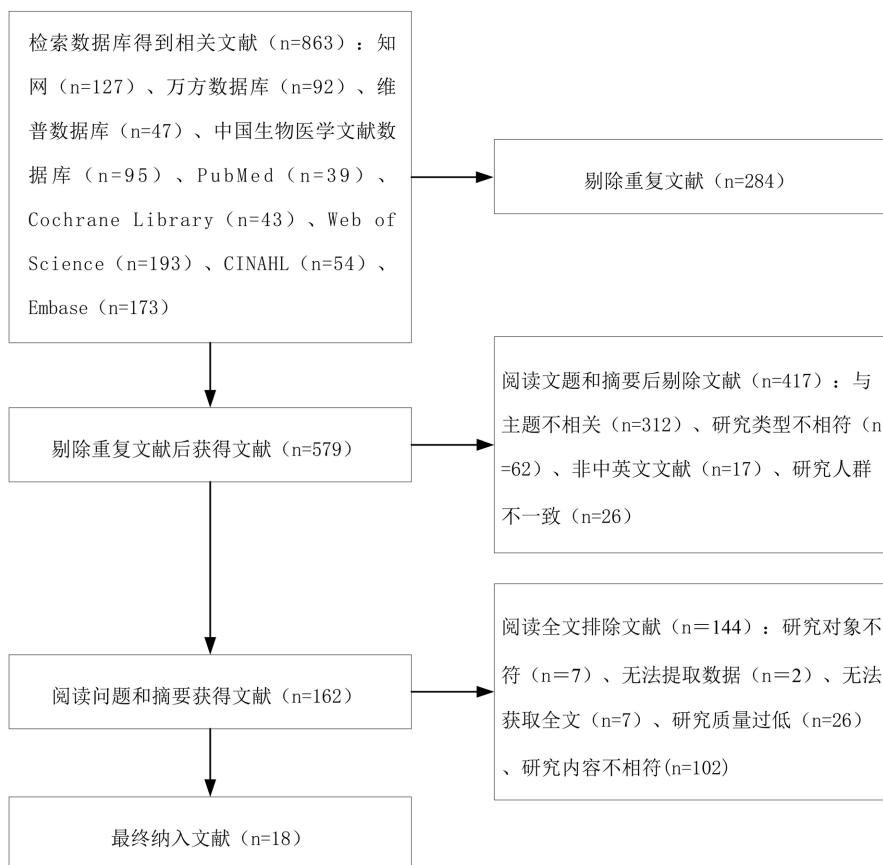 检索数据库得到相关文献（n=863）：知
网（n=127）、万方数据库（n=92）、维
普数据库（n=47）、中国生物医学文献数
据库（n=95）、PubMed（n=39）、
Cochrane Library（n=43）、Web of
Science（n=193）、CINAHL（n=54）、
Embase（n=173）
剔除重复文献（n=284）
剔除重复文献后获得文献（n=579）
阅读文题和摘要后剔除文献（n=417）：与
主题不相关（n=312）、研究类型不相符（n
=62）、非中英文文献（n=17）、研究人群
不一致（n=26）
阅读问题和摘要获得文献（n=162）
阅读全文排除文献（n＝144）：研究对象不
符（n＝7）、无法提取数据（n＝2）、无法
获取全文（n=7）、研究质量过低（n=26）
、研究内容不相符(n=102)
最终纳入文献（n=18）